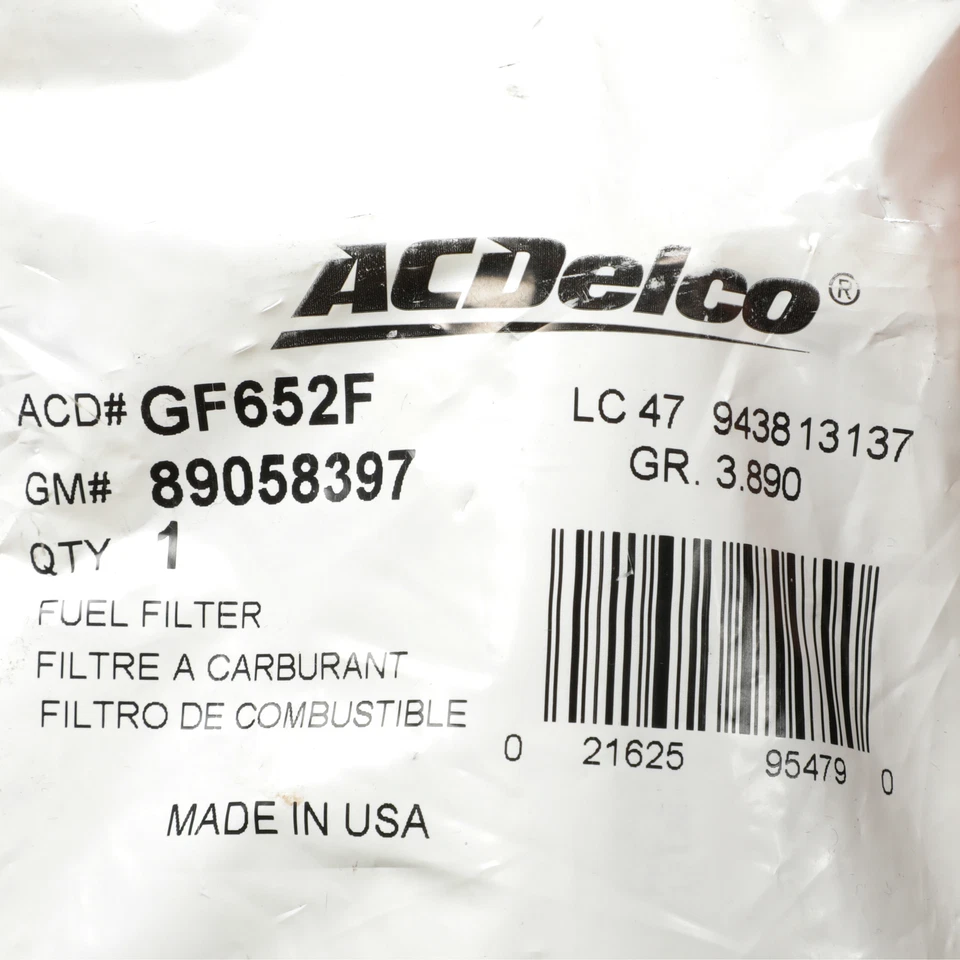 ACDelco®
ACD# GF652F
GM# 89058397
QTY 1
FUEL FILTER
FILTRE A CARBURANT
FILTRO DE COMBUSTIBLE
MADE IN USA
LC 47 943813137
GR. 3.890
0 21625 95479 0